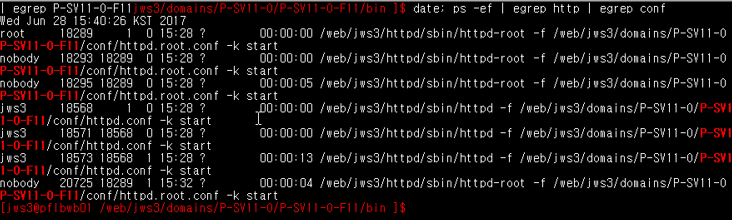 | egrep P-SV11-0-F11jws3/domains/P-SV11-0/P-SV11-0-F11/bin ]$ date; ps -ef | egrep http | egrep conf
Wed Jun 28 15:40:26 KST 2017
root     18289     1  0 15:28 ?        00:00:00 /web/jws3/httpd/sbin/httpd-root -f /web/jws3/domains/P-SV11-0
P-SV11-0-F11/conf/httpd.root.conf -k start
nobody   18293 18289  0 15:28 ?        00:00:00 /web/jws3/httpd/sbin/httpd-root -f /web/jws3/domains/P-SV11-0
P-SV11-0-F11/conf/httpd.root.conf -k start
nobody   18295 18289  0 15:28 ?        00:00:05 /web/jws3/httpd/sbin/httpd-root -f /web/jws3/domains/P-SV11-0/
P-SV11-0-F11/conf/httpd.root.conf -k start
jws3     18568     1  0 15:28 ?        00:00:00 /web/jws3/httpd/sbin/httpd -f /web/jws3/domains/P-SV11-0/P-SV1
1-0-F11/conf/httpd.conf -k start
jws3     18571 18568  0 15:28 ?        00:00:00 /web/jws3/httpd/sbin/httpd -f /web/jws3/domains/P-SV11-0/P-SV1
1-0-F11/conf/httpd.conf -k start
jws3     18573 18568  1 15:28 ?        00:00:13 /web/jws3/httpd/sbin/httpd -f /web/jws3/domains/P-SV11-0/P-SV1
1-0-F11/conf/httpd.conf -k start
nobody   20725 18289  1 15:32 ?        00:00:04 /web/jws3/httpd/sbin/httpd-root -f /web/jws3/domains/P-SV11-0/
P-SV11-0-F11/conf/httpd.root.conf -k start
[jws3@pflbwb01 /web/jws3/domains/P-SV11-0/P-SV11-0-F11/bin ]$